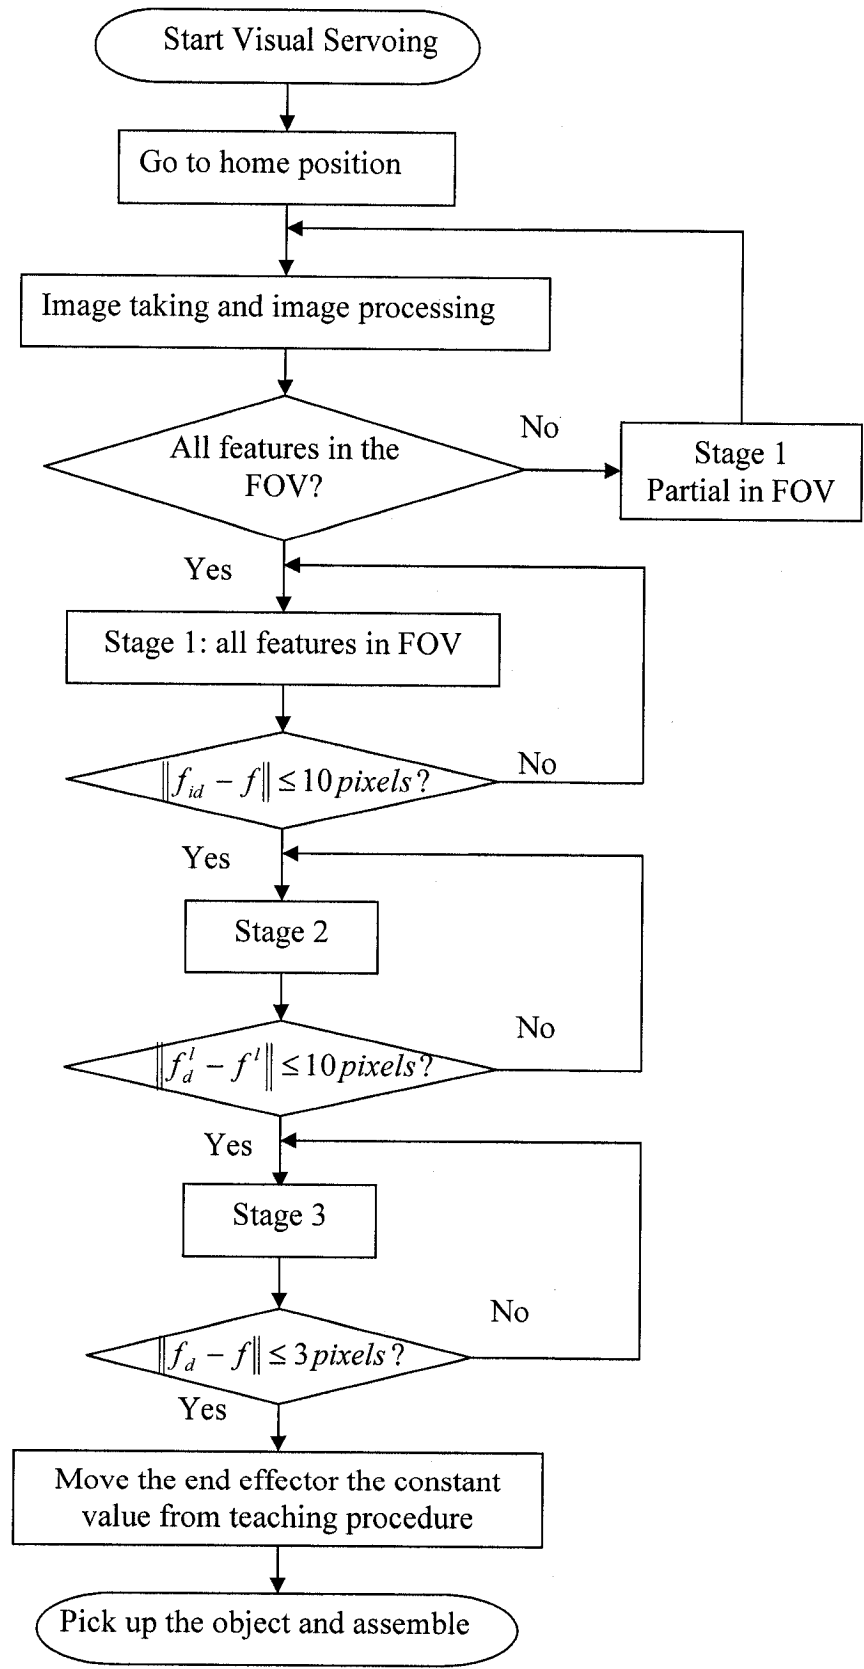 Start Visual Servoing
Go to home position
Image taking and image processing
All features in the
FOV?
No
Stage 1
Partial in FOV
Yes
Stage 1: all features in FOV
‖f_id − f‖ ≤ 10 pixels?
No
Yes
Stage 2
‖f_d^l − f^l‖ ≤ 10 pixels?
No
Yes
Stage 3
‖f_d − f‖ ≤ 3 pixels?
No
Yes
Move the end effector the constant
value from teaching procedure
Pick up the object and assemble